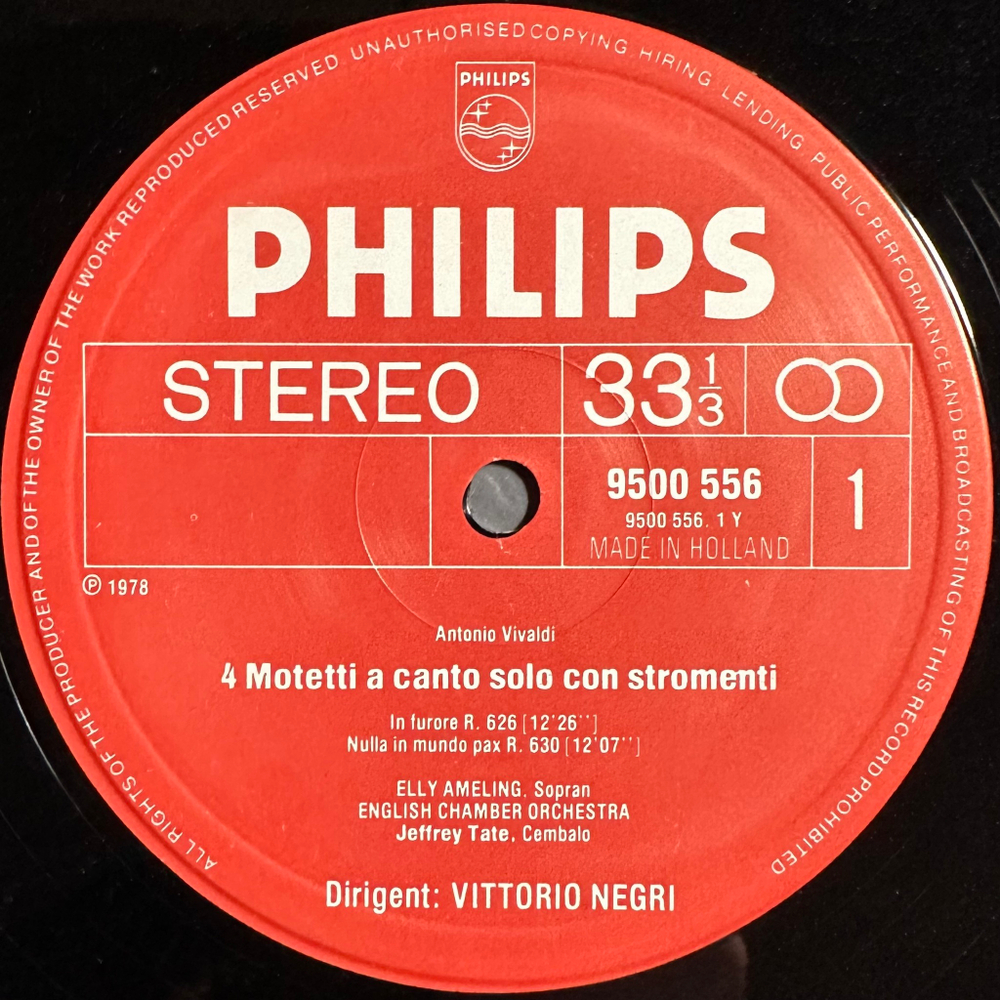 ALL RIGHTS OF THE PRODUCER AND OF THE OWNER OF THE WORK REPRODUCED RESERVED UNAUTHORISED COPYING. HIRING. LENDING. PUBLIC PERFORMANCE AND BROADCASTING OF THIS RECORD PROHIBITED
PHILIPS
PHILIPS
STEREO 33 1/3
9500 556 1
9500 556. 1 Y
MADE IN HOLLAND
℗ 1978
Antonio Vivaldi
4 Motetti a canto solo con stromenti
In furore R. 626 [12'26'']
Nulla in mundo pax R. 630 [12'07'']
ELLY AMELING, Sopran
ENGLISH CHAMBER ORCHESTRA
Jeffrey Tate, Cembalo
Dirigent: VITTORIO NEGRI